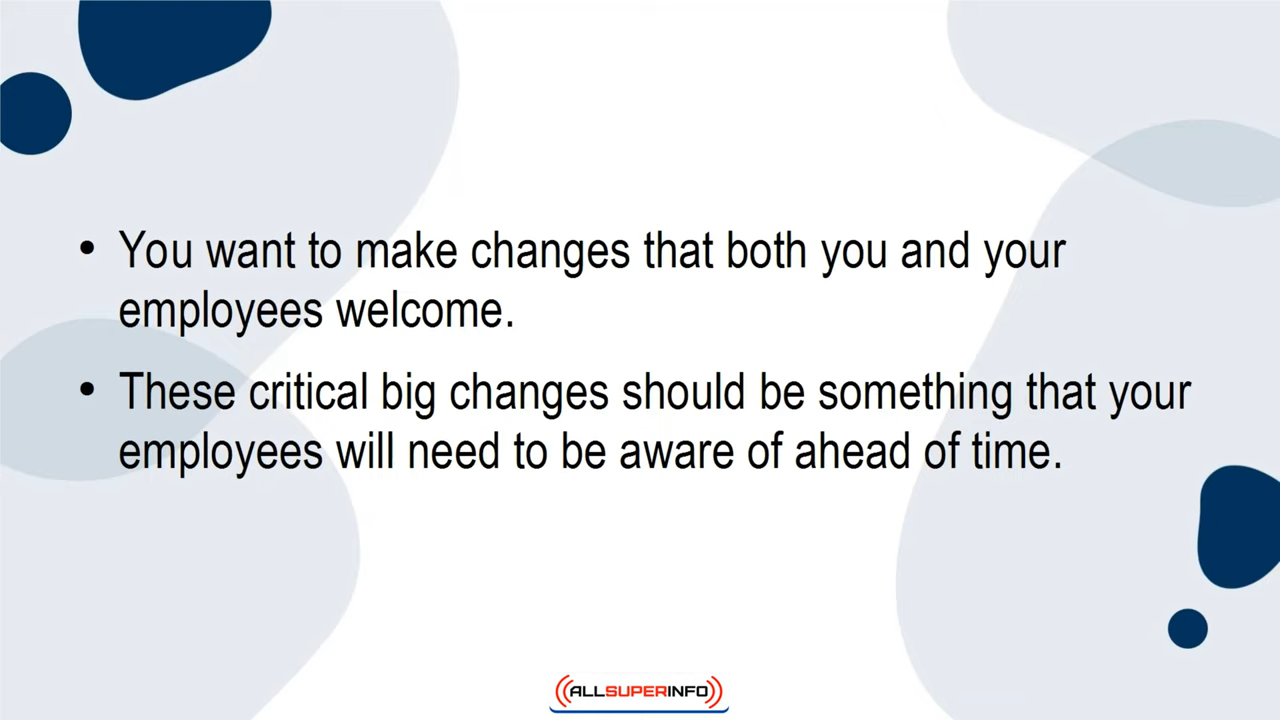 • You want to make changes that both you and your
employees welcome.
• These critical big changes should be something that your
employees will need to be aware of ahead of time.
ALLSUPERINFO